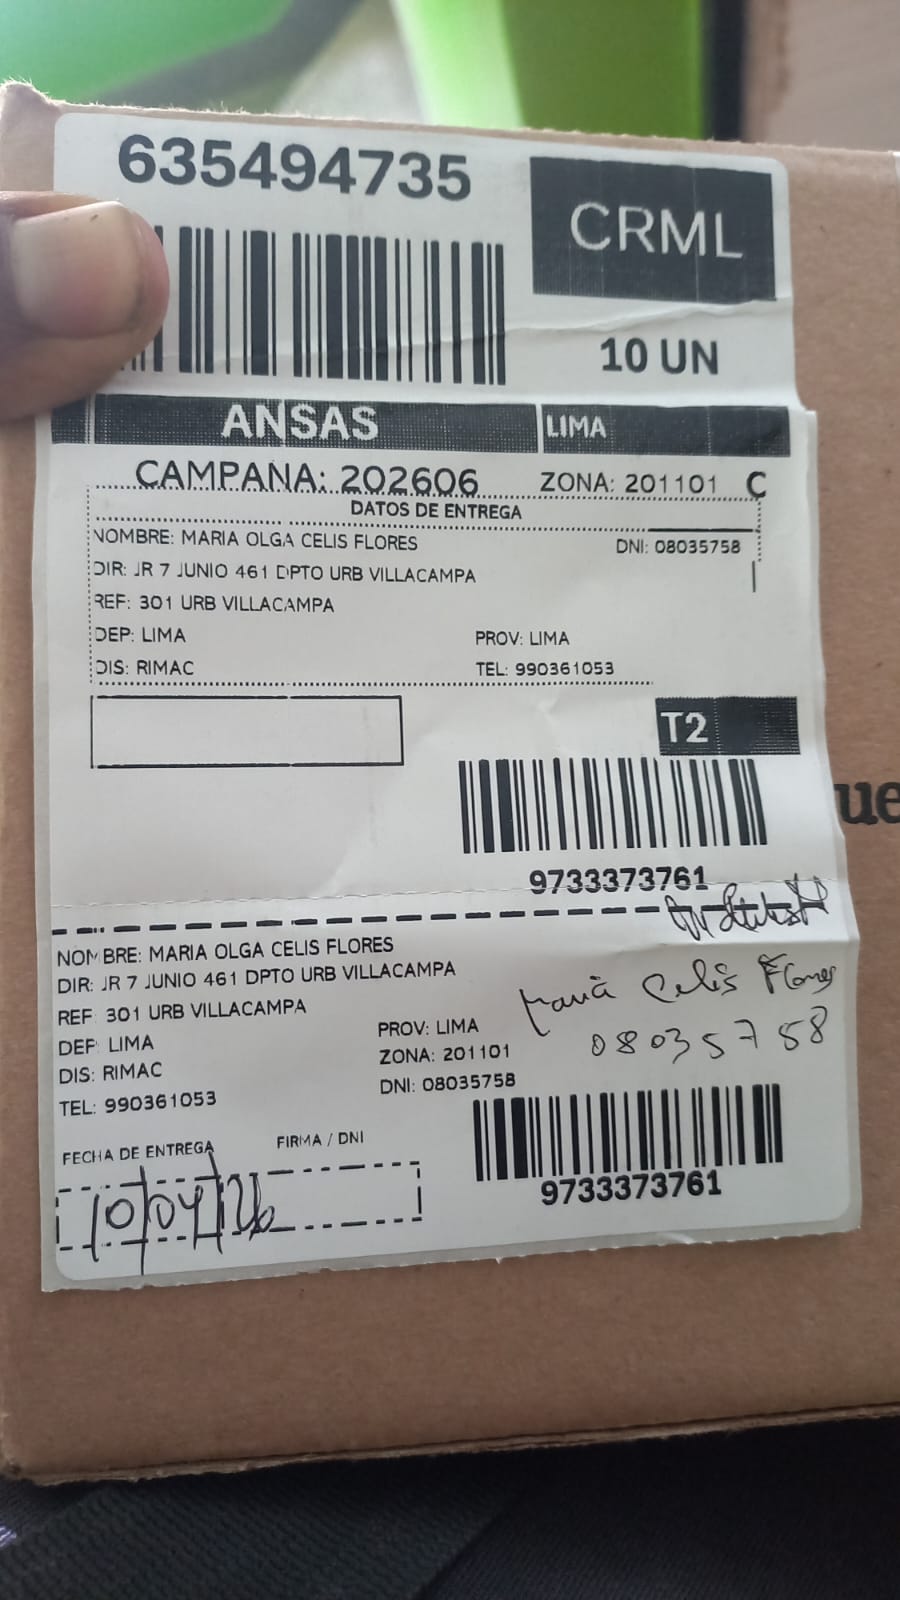 635494735
CRML
10 UN
ANSAS
LIMA
CAMPANA: 202606 ZONA: 201101 C
DATOS DE ENTREGA
NOMBRE: MARIA OLGA CELIS FLORES DNI: 08035758
DIR: JR 7 JUNIO 461 DPTO URB VILLACAMPA
REF: 301 URB VILLACAMPA
DEP: LIMA PROV: LIMA
DIS: RIMAC TEL: 990361053
T2
9733373761
NOMBRE: MARIA OLGA CELIS FLORES
DIR: JR 7 JUNIO 461 DPTO URB VILLACAMPA
REF: 301 URB VILLACAMPA
DEP: LIMA PROV: LIMA
DIS: RIMAC ZONA: 201101
TEL: 990361053 DNI: 08035758
María Celis Flores
08035758
FECHA DE ENTREGA FIRMA / DNI
10/04/26
9733373761
ue